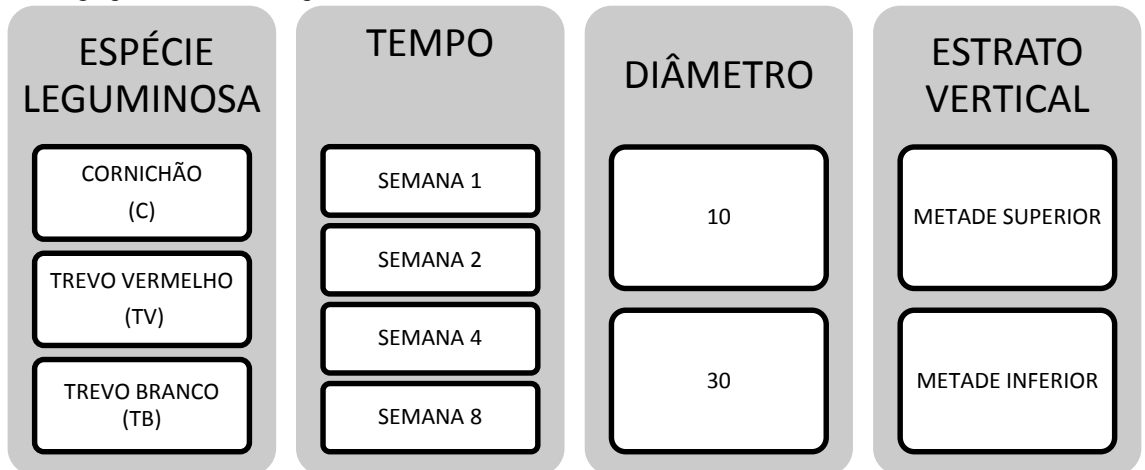 ESPÉCIE
LEGUMINOSA
CORNICHÃO
(C)
TREVO VERMELHO
(TV)
TREVO BRANCO
(TB)
TEMPO
SEMANA 1
SEMANA 2
SEMANA 4
SEMANA 8
DIÂMETRO
10
30
ESTRATO
VERTICAL
METADE SUPERIOR
METADE INFERIOR